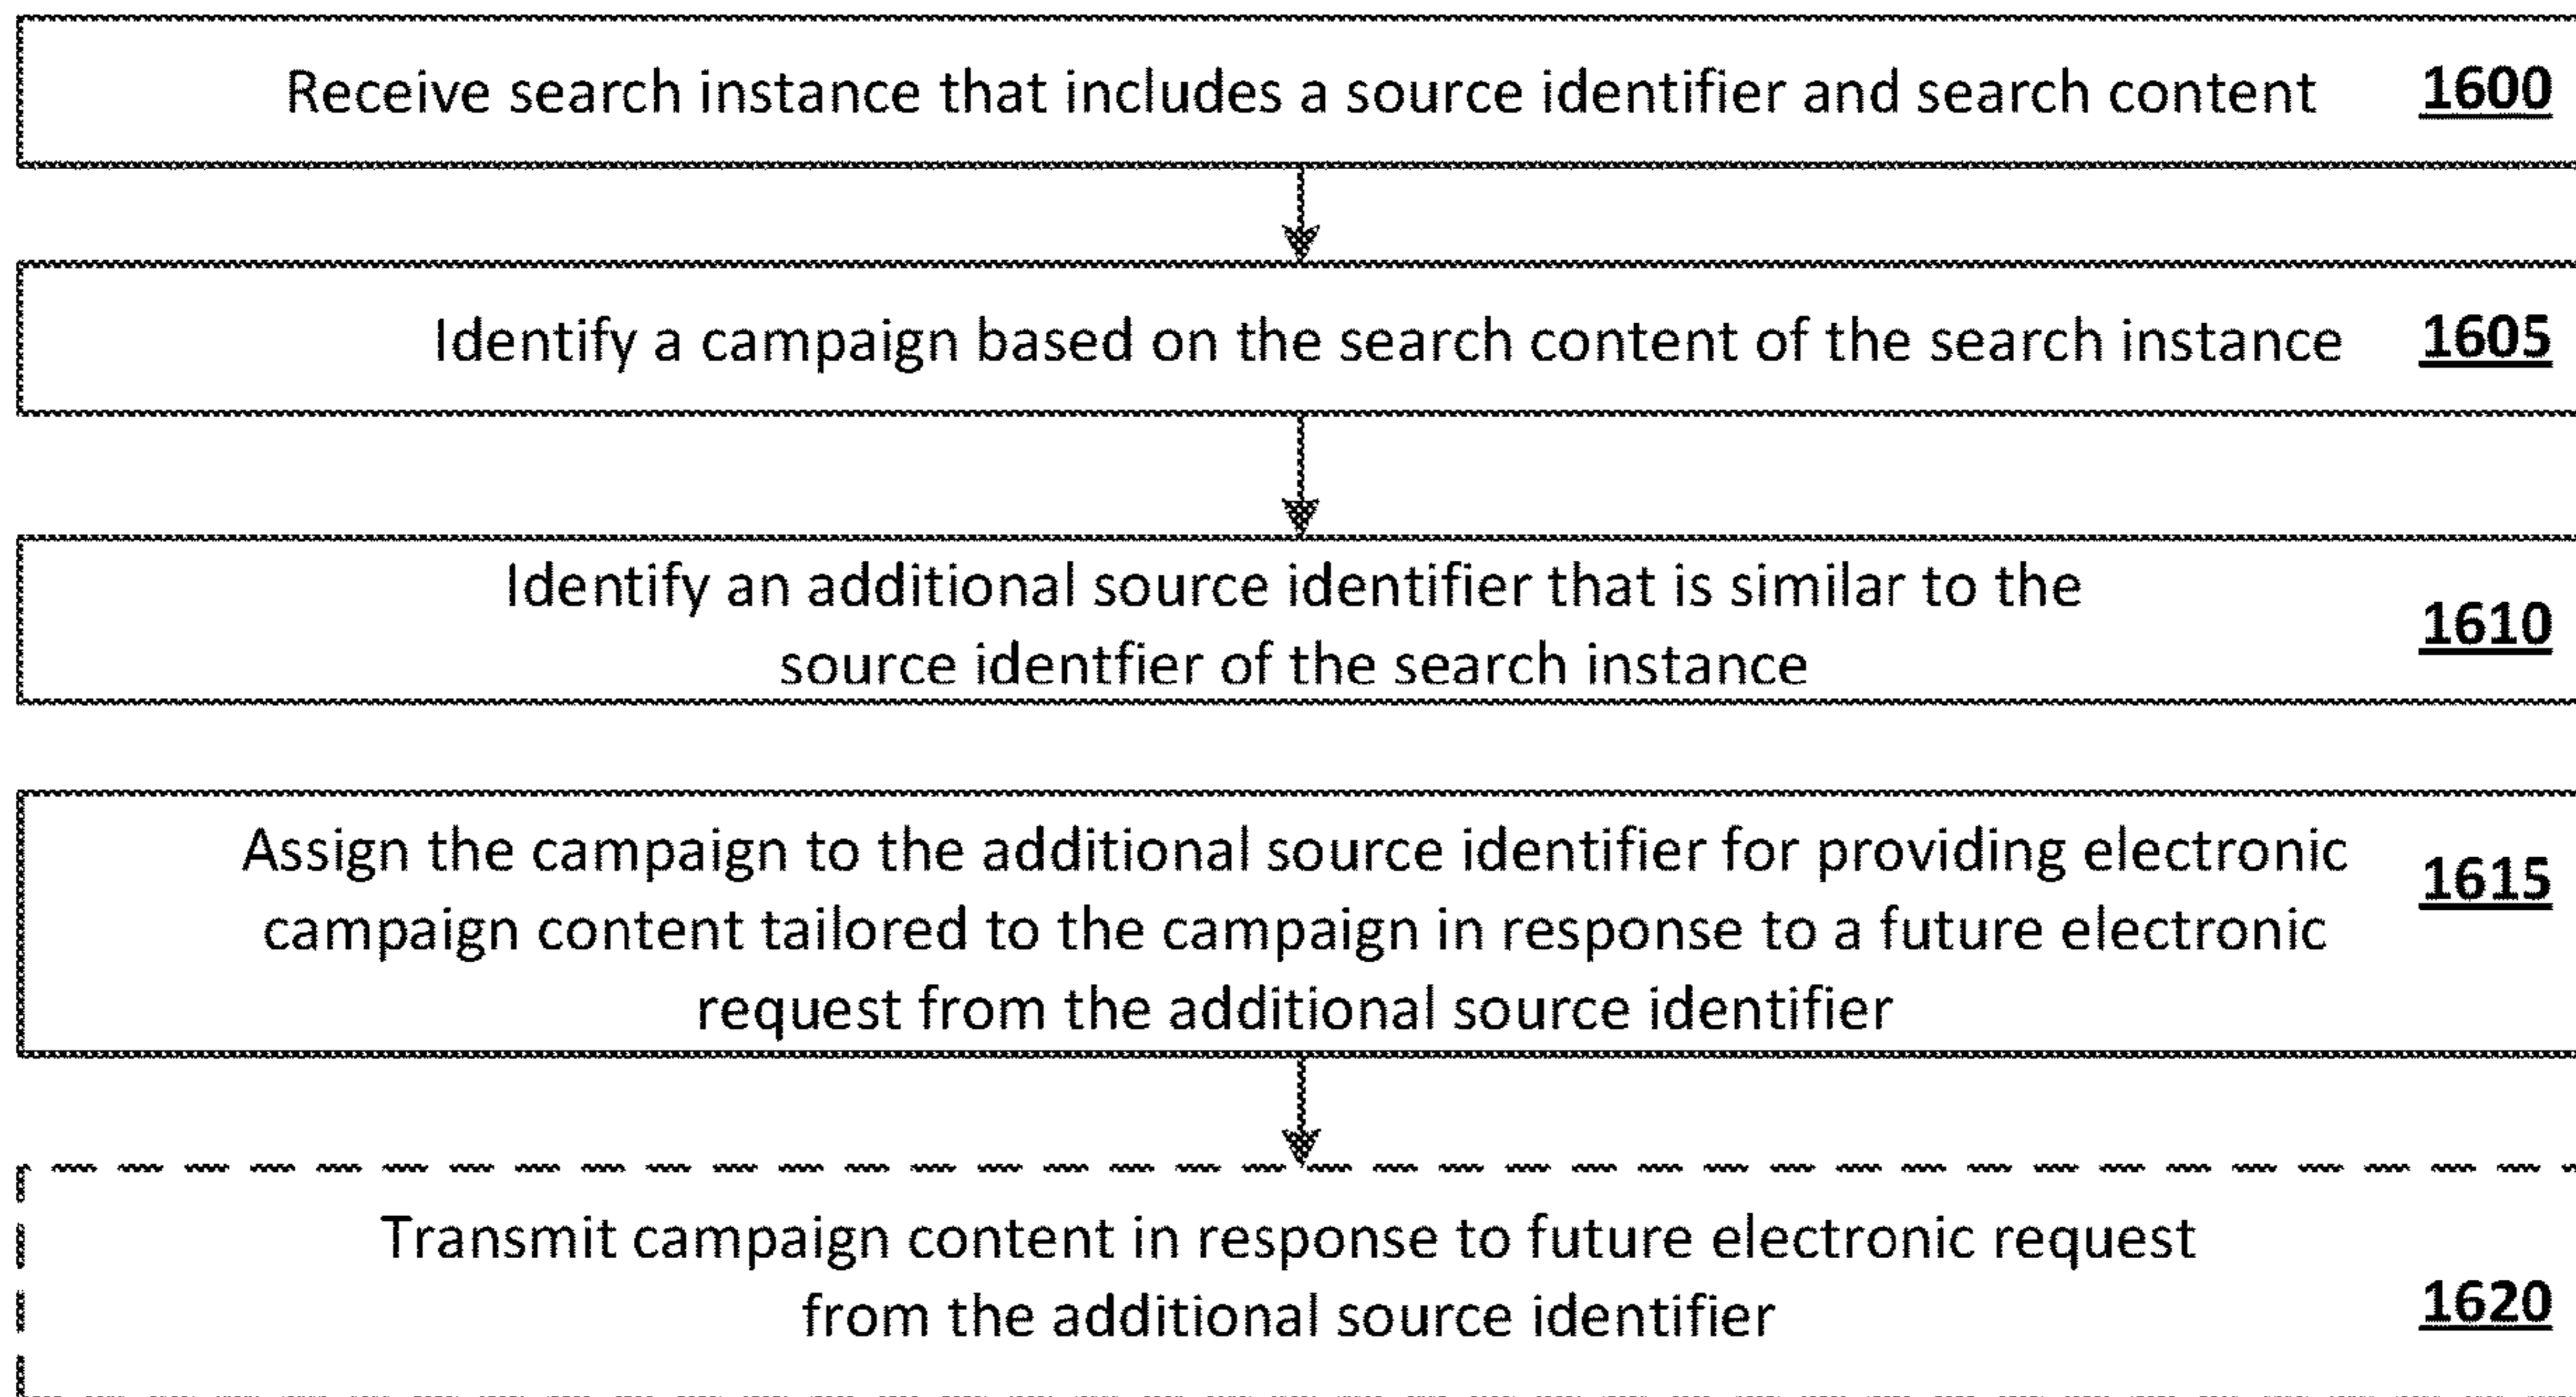 Receive search instance that includes a source identifier and search content 1600
Identify a campaign based on the search content of the search instance 1605
Identify an additional source identifier that is similar to the
source identfier of the search instance 1610
Assign the campaign to the additional source identifier for providing electronic 1615
campaign content tailored to the campaign in response to a future electronic
request from the additional source identifier
Transmit campaign content in response to future electronic request
from the additional source identifier 1620